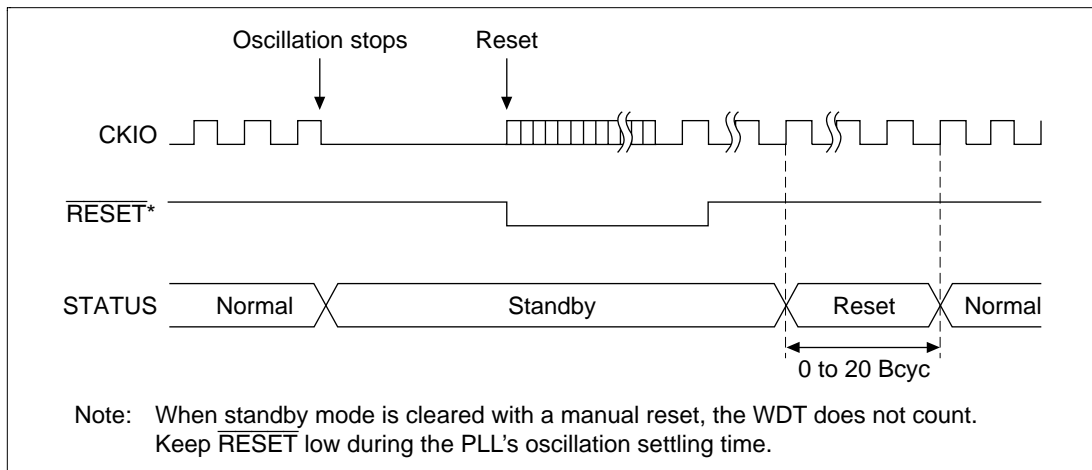 Oscillation stops Reset
CKIO
RESET*
STATUS Normal Standby Reset Normal
0 to 20 Bcyc
Note: When standby mode is cleared with a manual reset, the WDT does not count.
Keep RESET low during the PLL's oscillation settling time.